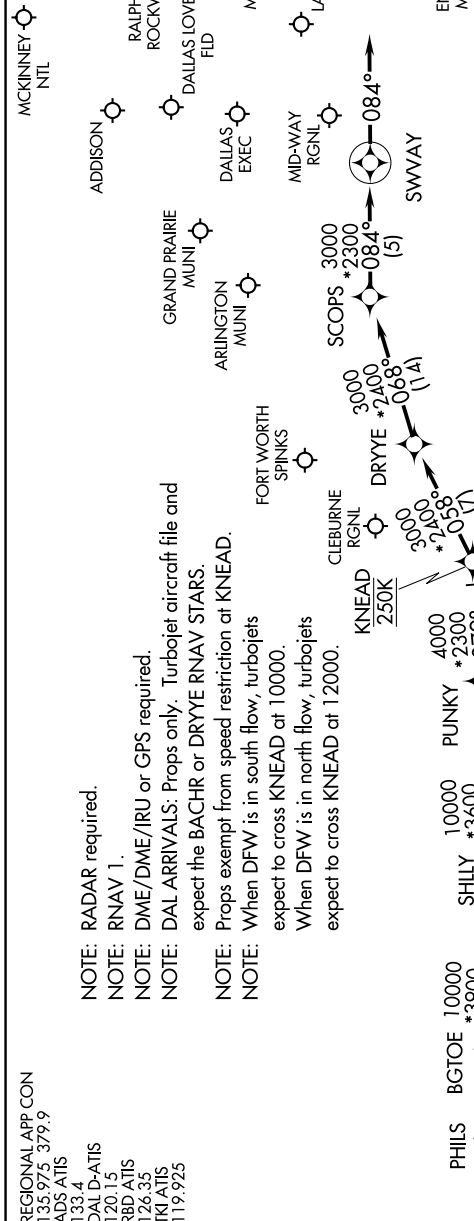 REGIONAL APP CON
135.975 379.9
ADS ATIS
133.4
DAL D-ATIS
120.15
RBD ATIS
126.35
TKI ATIS
119.925
NOTE: RADAR required.
NOTE: RNAV 1.
NOTE: DME/DME/IRU or GPS required.
NOTE: DAL ARRIVALS: Props only. Turbojet aircraft file and
expect the BACHR or DRYYE RNAV STARS.
NOTE: Props exempt from speed restriction at KNEAD.
NOTE: When DFW is in south flow, turbojets
expect to cross KNEAD at 10000.
When DFW is in north flow, turbojets
expect to cross KNEAD at 12000.
MCKINNEY
NTL
ADDISON
DALLAS LOVE
FLD
DALLAS
EXEC
MID-WAY
RGNL
GRAND PRAIRIE
MUNI
ARLINGTON
MUNI
FORT WORTH
SPINKS
CLEBURNE
RGNL
KNEAD
250K
PHILS
BGTOE
10000
*3900
SHLLY
10000
*3600
PUNKY
4000
*2300
3000
*2400
058°
(7)
DRYYE
3000
*2400
068°
(14)
SCOPS
3000
*2300
084°
(5)
SWVAY
084°